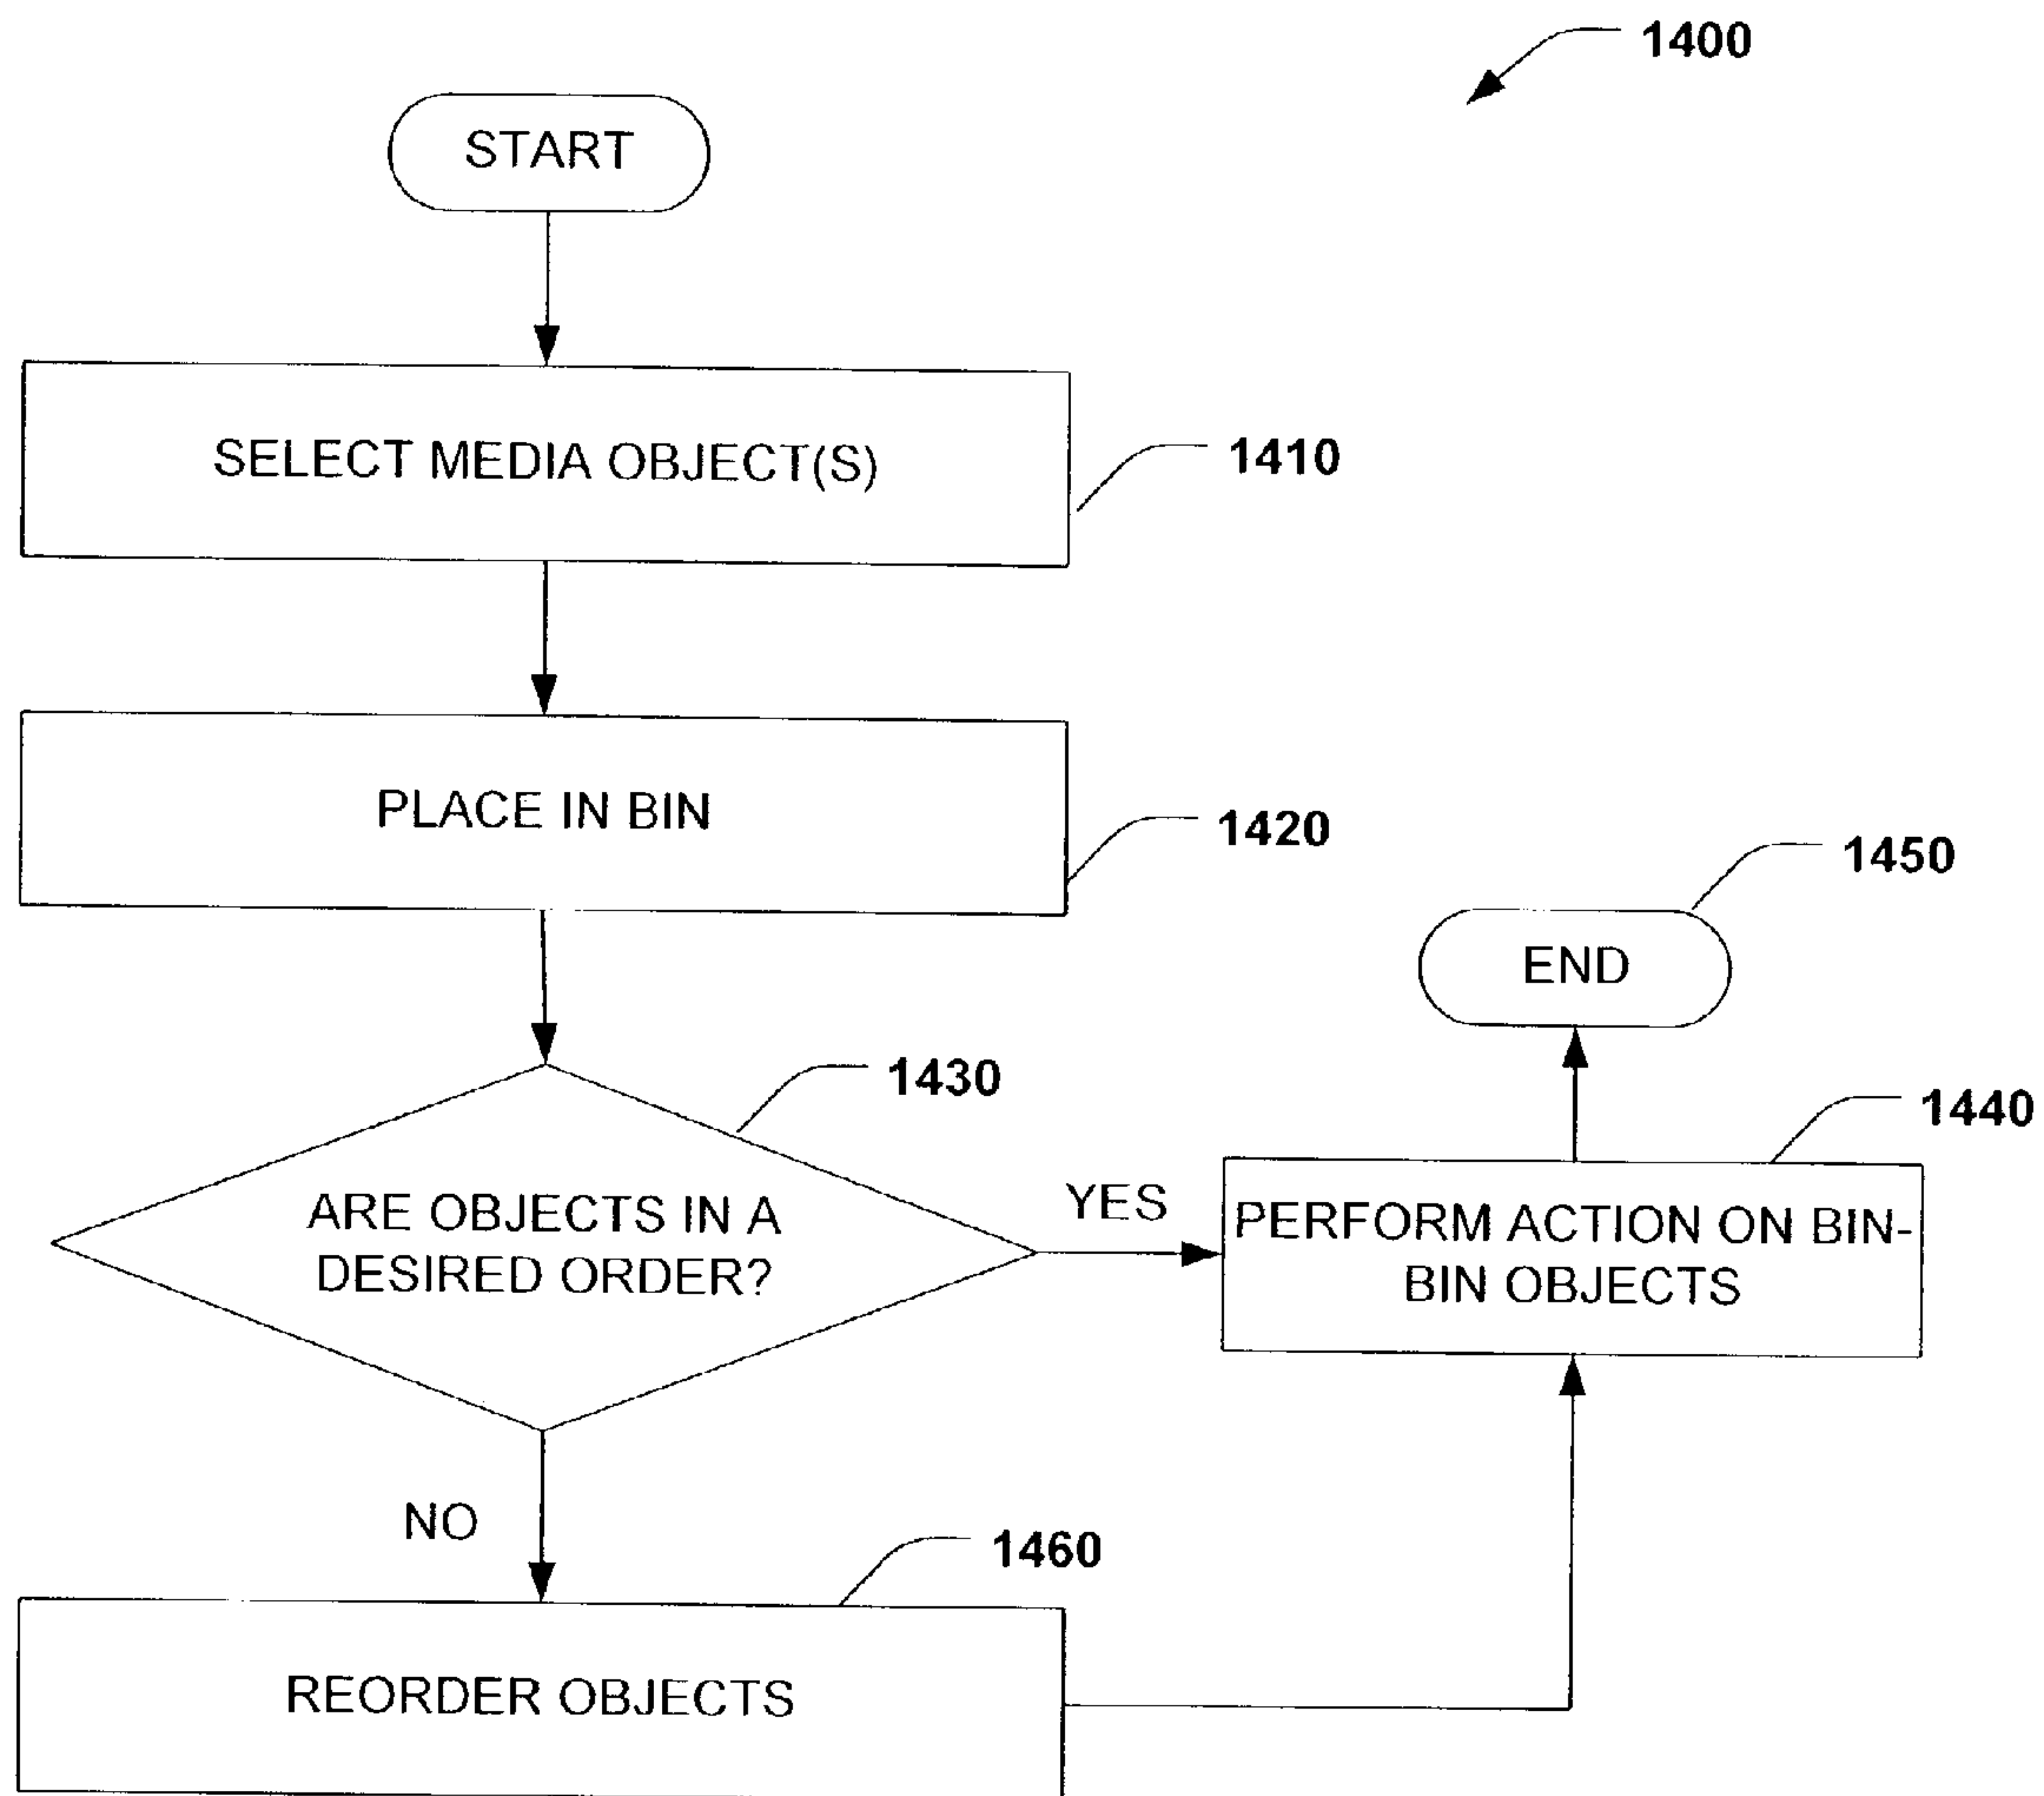 1400
START
SELECT MEDIA OBJECT(S)
1410
PLACE IN BIN
1420
1450
END
1430
1440
ARE OBJECTS IN A
DESIRED ORDER?
YES
PERFORM ACTION ON BIN-
BIN OBJECTS
NO
1460
REORDER OBJECTS